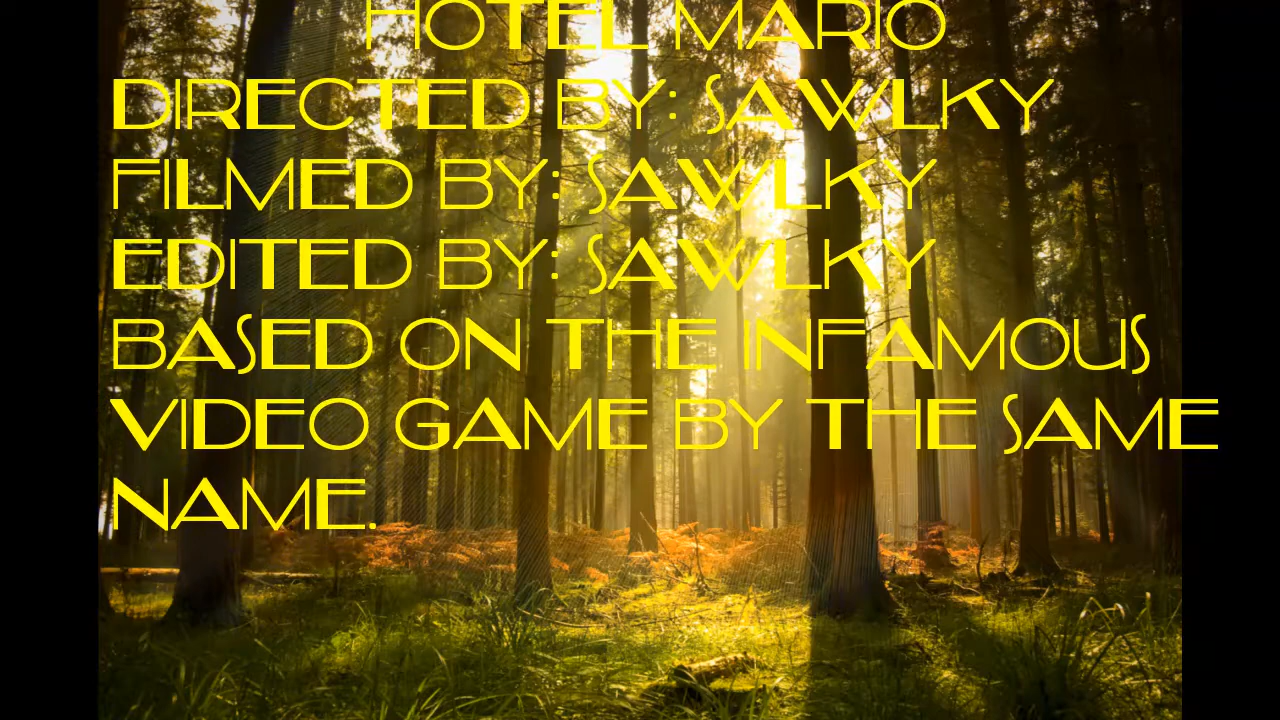 HOTEL MARIO
DIRECTED BY: SAWLKY
FILMED BY: SAWLKY
EDITED BY: SAWLKY
BASED ON THE INFAMOUS
VIDEO GAME BY THE SAME
NAME.